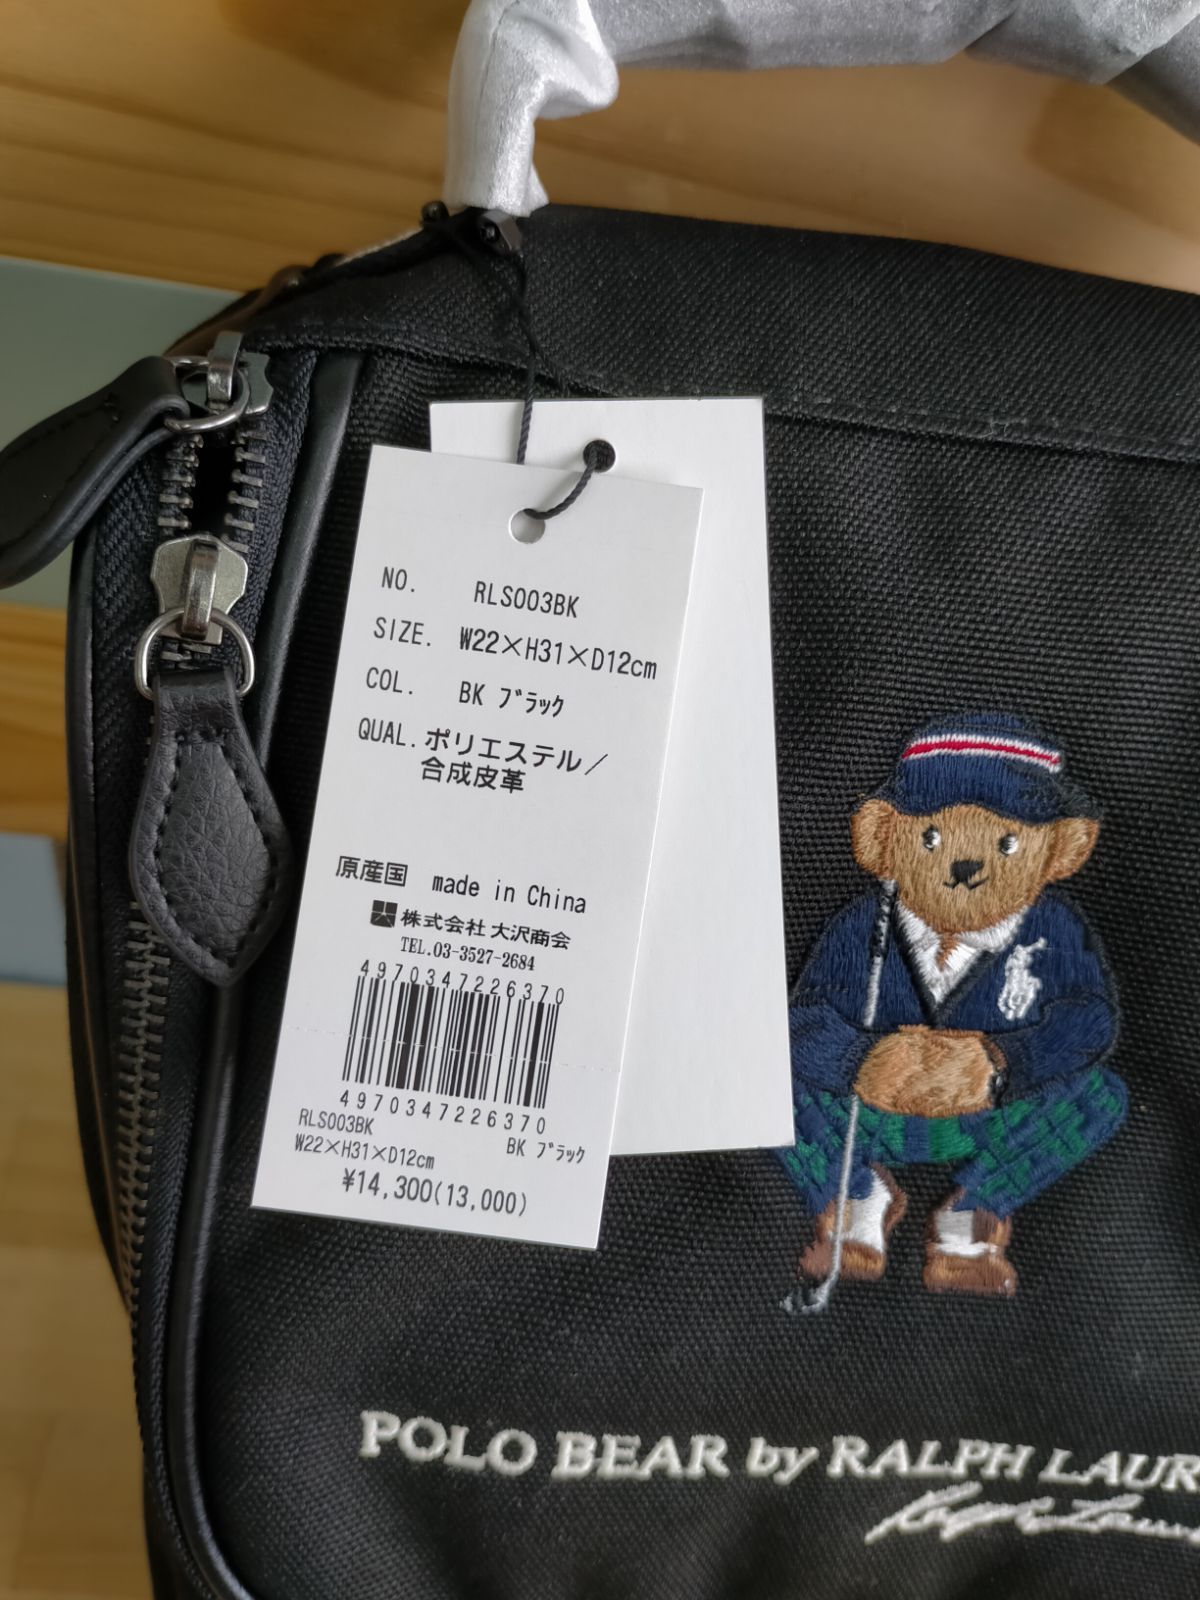 NO. RLS003BK
SIZE. W22×H31×D12cm
COL. BK ブラック
QUAL. ポリエステル/
合成皮革
原産国 made in China
株式会社 大沢商会
TEL.03-3527-2684
4970347226370
4970347226370
RLS003BK
W22×H31×D12cm BK ブラック
¥14,300(13,000)
POLO BEAR by RALPH LAUR
Ralph Laur